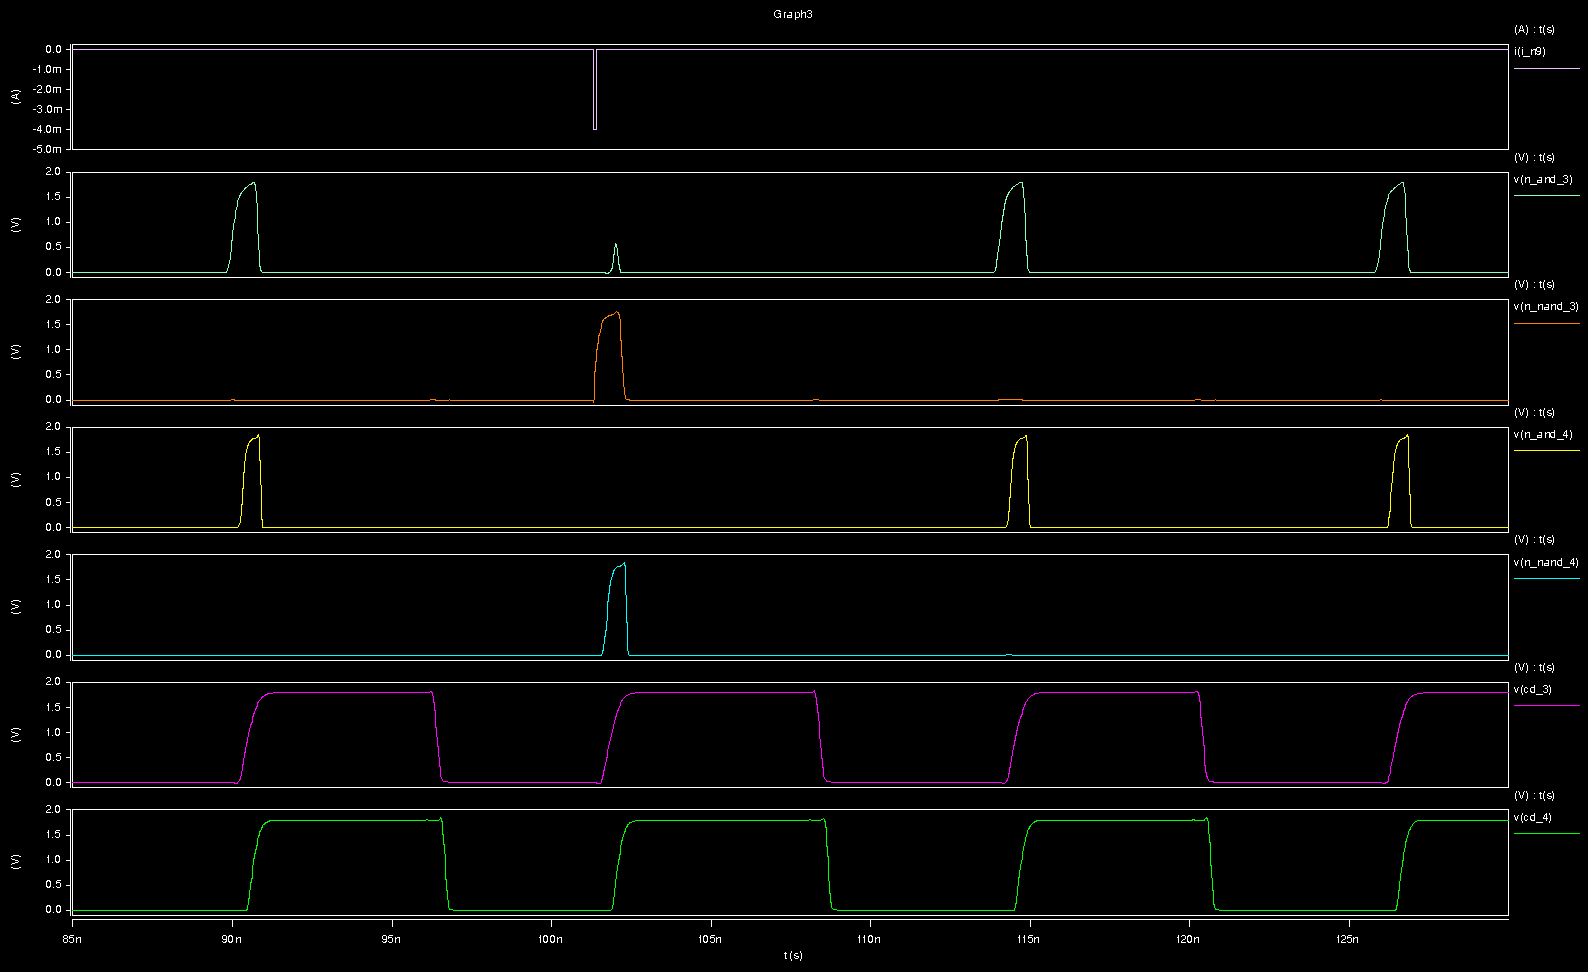 Graph3
(A) : t(s)
i(i_n9)
0.0
-1.0m
-2.0m
-3.0m
-4.0m
-5.0m
(A)
(V) : t(s)
v(n_and_3)
2.0
1.5
1.0
0.5
0.0
(V)
(V) : t(s)
v(n_nand_3)
2.0
1.5
1.0
0.5
0.0
(V)
(V) : t(s)
v(n_and_4)
2.0
1.5
1.0
0.5
0.0
(V)
(V) : t(s)
v(n_nand_4)
2.0
1.5
1.0
0.5
0.0
(V)
(V) : t(s)
v(cd_3)
2.0
1.5
1.0
0.5
0.0
(V)
(V) : t(s)
v(cd_4)
2.0
1.5
1.0
0.5
0.0
(V)
85n 90n 95n 100n 105n 110n 115n 120n 125n
t(s)